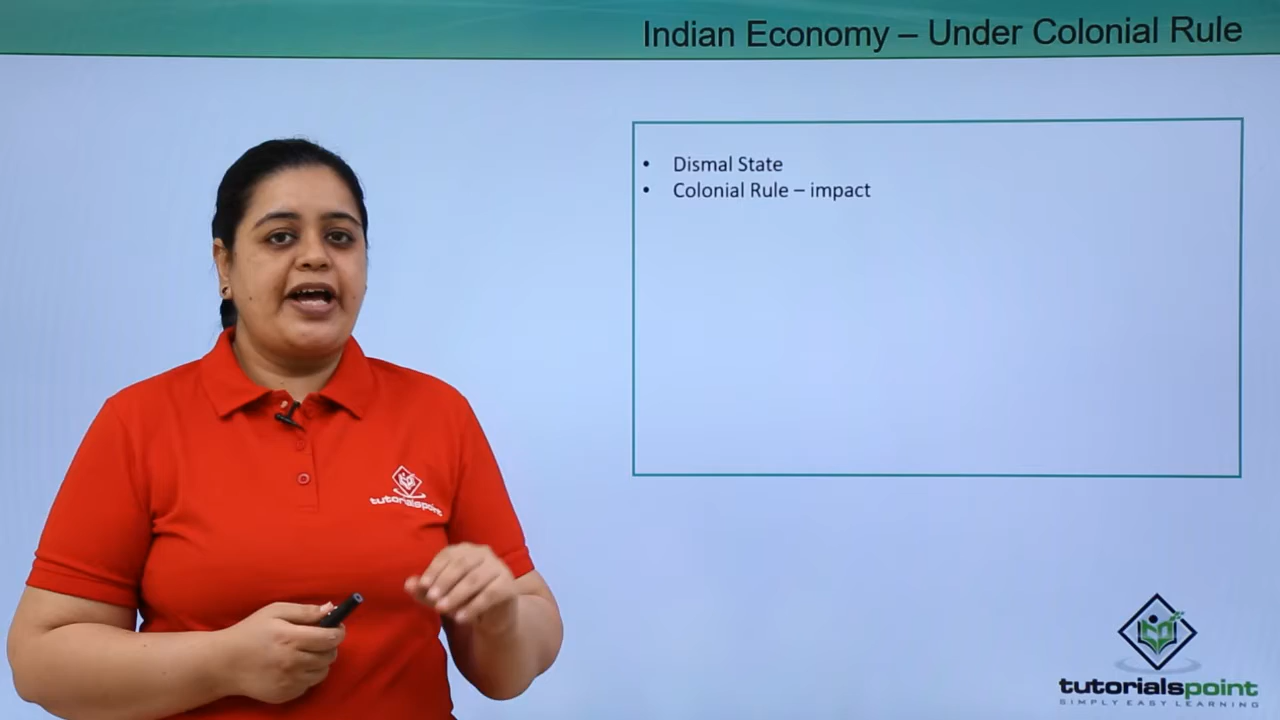 Indian Economy – Under Colonial Rule
• Dismal State
• Colonial Rule – impact
tutorialspoint
tutorialspoint
SIMPLY EASY LEARNING